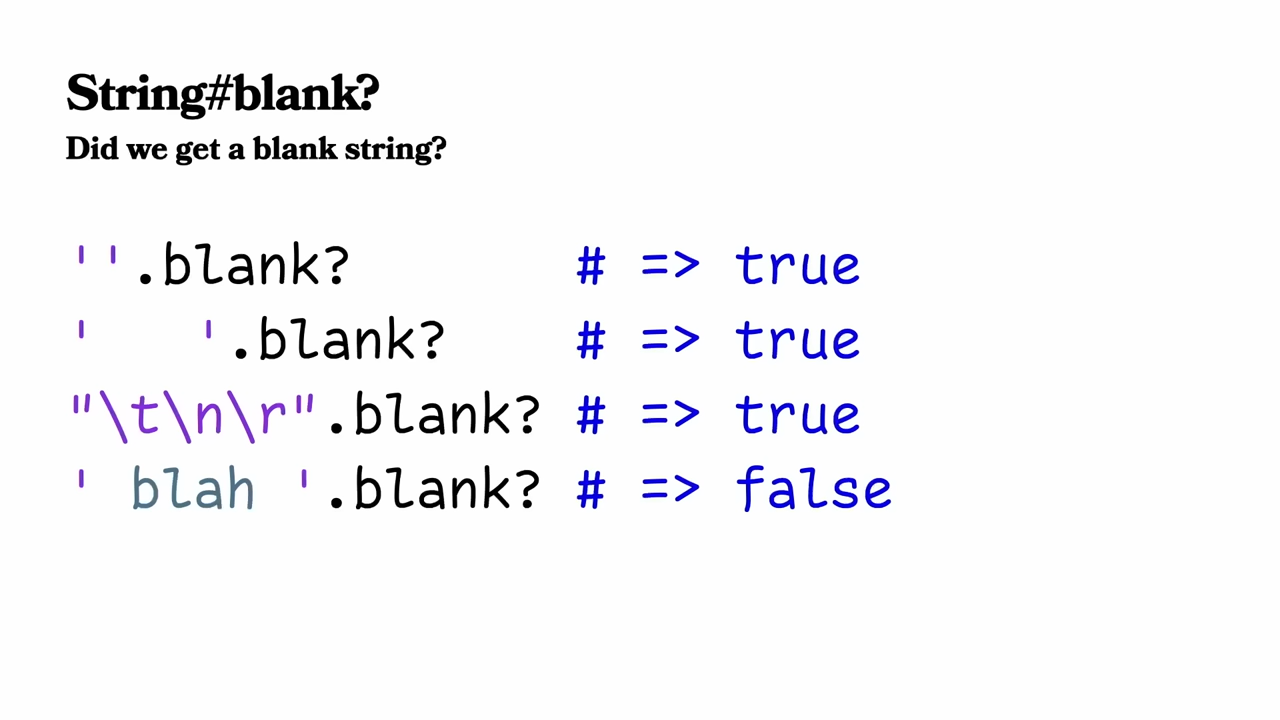 String#blank?
Did we get a blank string?
''.blank?       # => true
'   '.blank?    # => true
"\t\n\r".blank? # => true
' blah '.blank? # => false